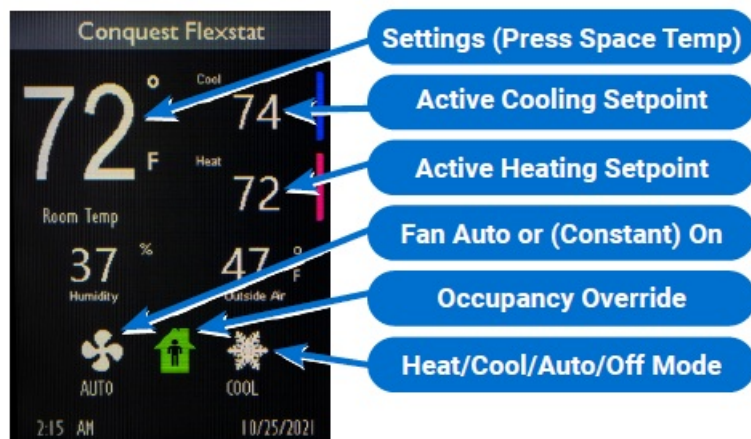 Conquest Flexstat
72 ° F
Room Temp
Cool
74
Heat
72
37 %
Humidity
47 ° F
Outside Air
AUTO
COOL
2:15 AM
10/25/2021
Settings (Press Space Temp)
Active Cooling Setpoint
Active Heating Setpoint
Fan Auto or (Constant) On
Occupancy Override
Heat/Cool/Auto/Off Mode